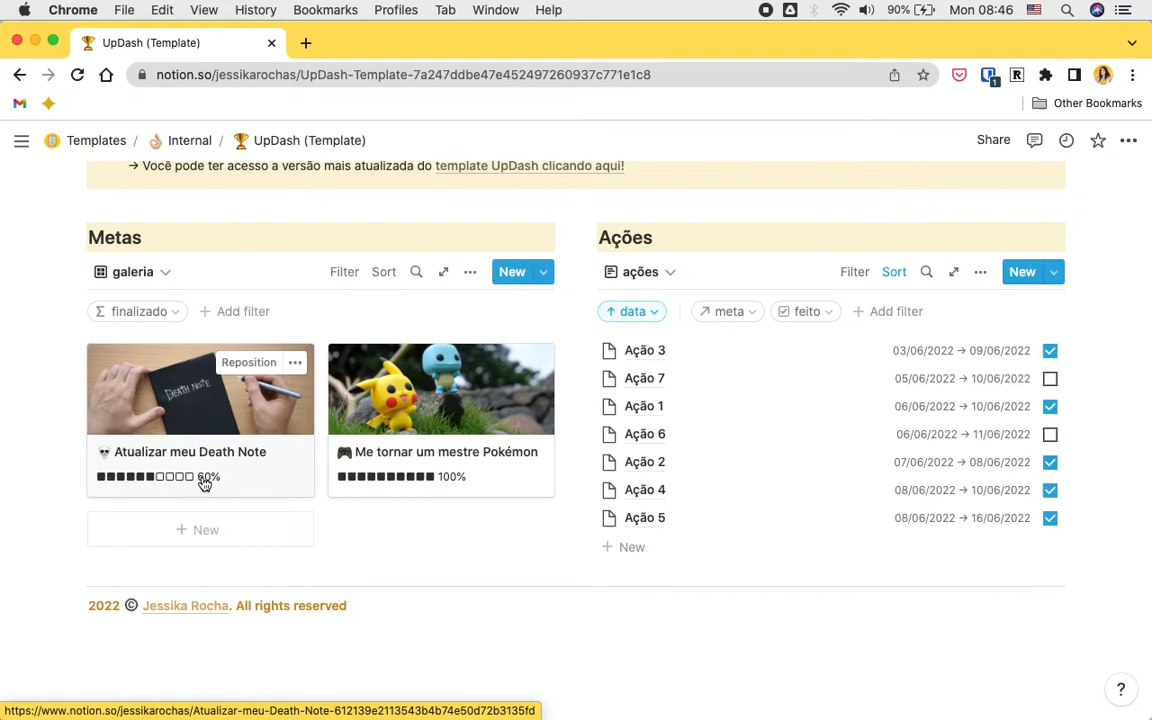 Chrome File Edit View History Bookmarks Profiles Tab Window Help 90% Mon 08:46
UpDash (Template)
notion.so/jessikarochas/UpDash-Template-7a247ddbe47e452497260937c771e1c8
Other Bookmarks
Templates / Internal / UpDash (Template) Share
→ Você pode ter acesso a versão mais atualizada do template UpDash clicando aqui!
Metas
galeria Filter Sort New
Σ finalizado + Add filter
Reposition
DEATH NOTE
💀 Atualizar meu Death Note
■■■■■■□□□□ 60%
🎮 Me tornar um mestre Pokémon
■■■■■■■■■■ 100%
+ New
Ações
ações Filter Sort New
↑ data ↗ meta feito + Add filter
Ação 3 03/06/2022 → 09/06/2022
Ação 7 05/06/2022 → 10/06/2022
Ação 1 06/06/2022 → 10/06/2022
Ação 6 06/06/2022 → 11/06/2022
Ação 2 07/06/2022 → 08/06/2022
Ação 4 08/06/2022 → 10/06/2022
Ação 5 08/06/2022 → 16/06/2022
+ New
2022 © Jessika Rocha. All rights reserved
?
https://www.notion.so/jessikarochas/Atualizar-meu-Death-Note-612139e2113543b4b74e50d72b3135fd